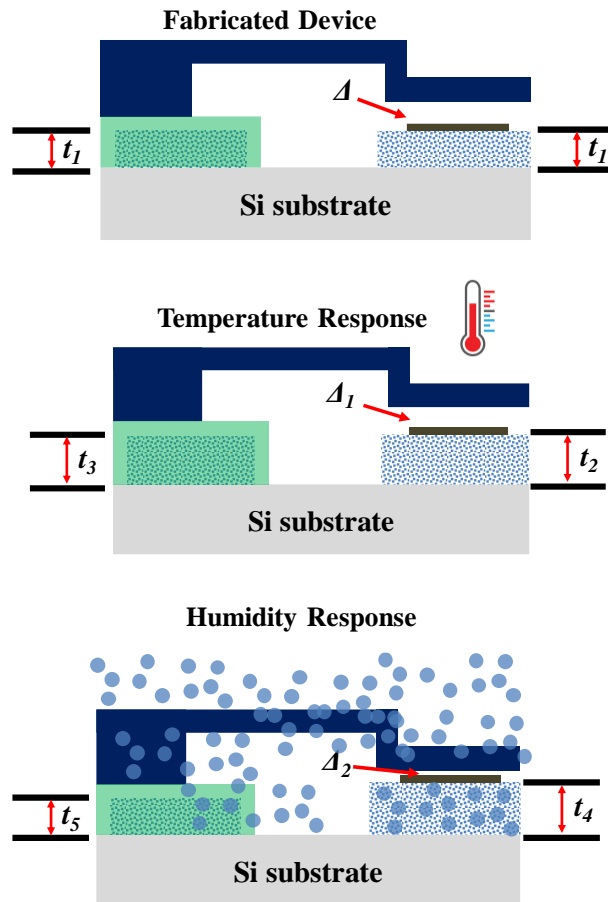 Fabricated Device
Δ
t1
t1
Si substrate
Temperature Response
Δ1
t3
t2
Si substrate
Humidity Response
Δ2
t5
t4
Si substrate